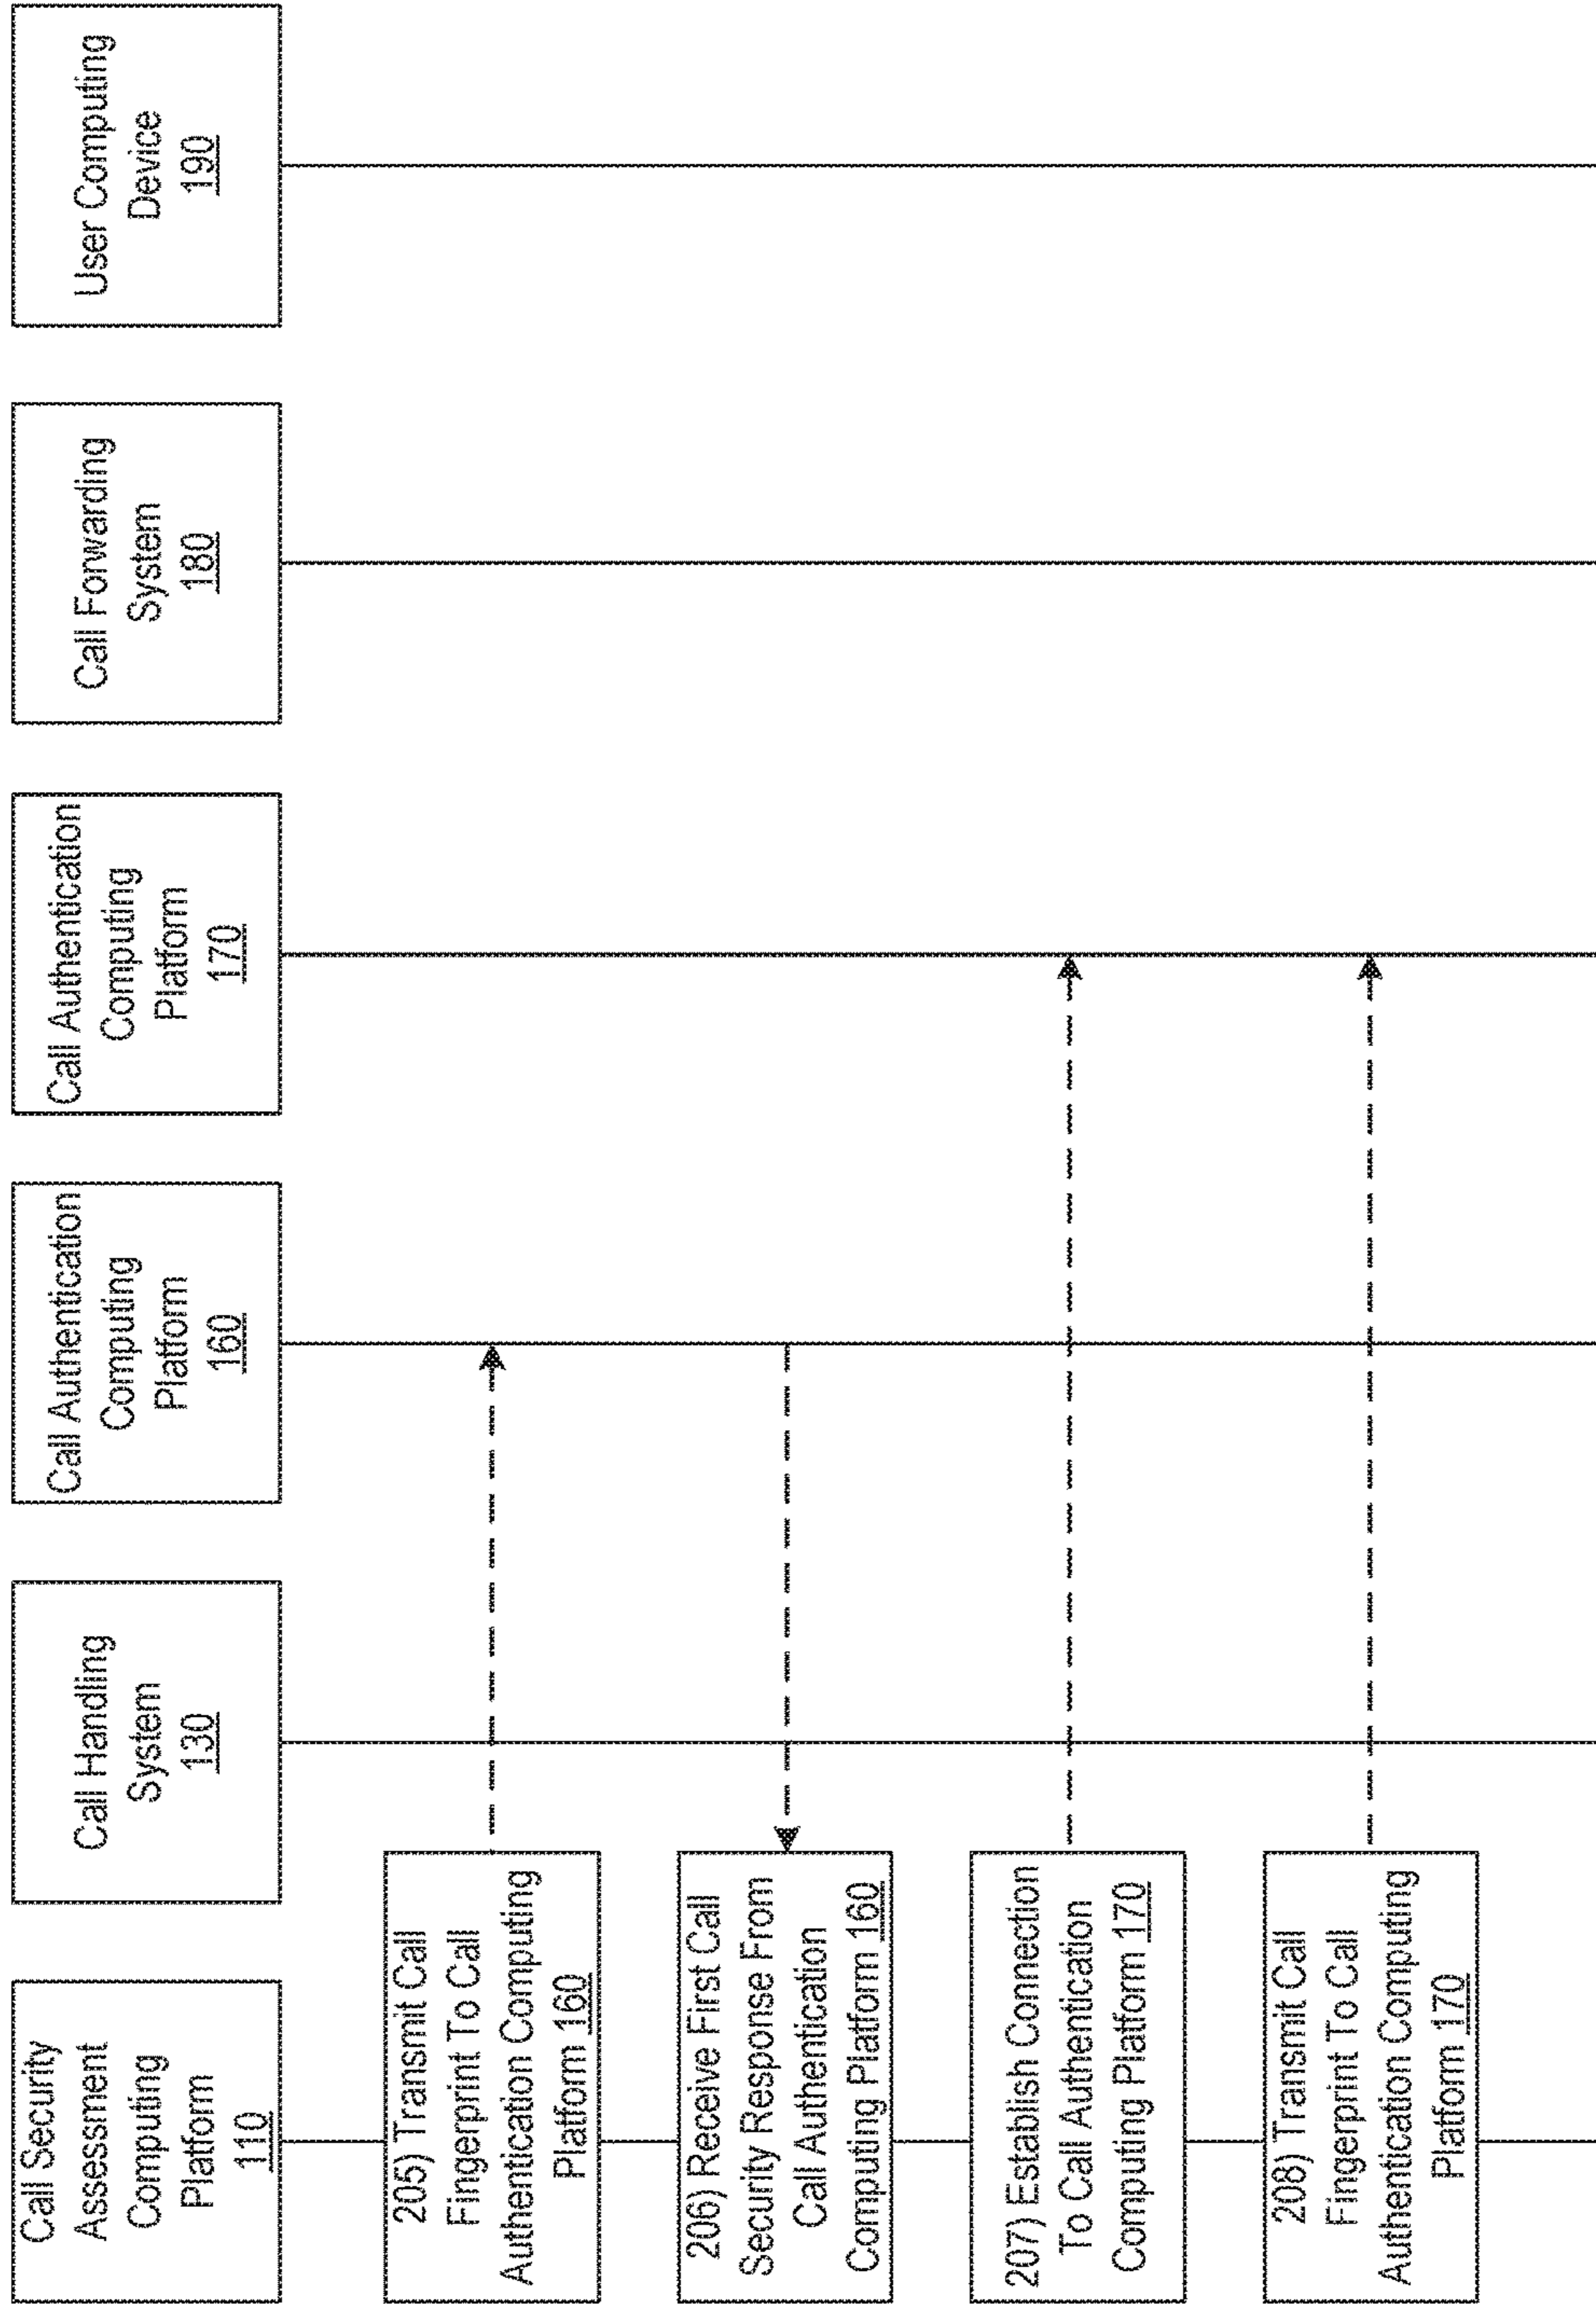 Call Security
Assessment
Computing
Platform
110
Call Handling
System
130
Call Authentication
Computing
Platform
160
Call Authentication
Computing
Platform
170
Call Forwarding
System
180
User Computing
Device
190
205) Transmit Call
Fingerprint To Call
Authentication Computing
Platform 160
206) Receive First Call
Security Response From
Call Authentication
Computing Platform 160
207) Establish Connection
To Call Authentication
Computing Platform 170
208) Transmit Call
Fingerprint To Call
Authentication Computing
Platform 170